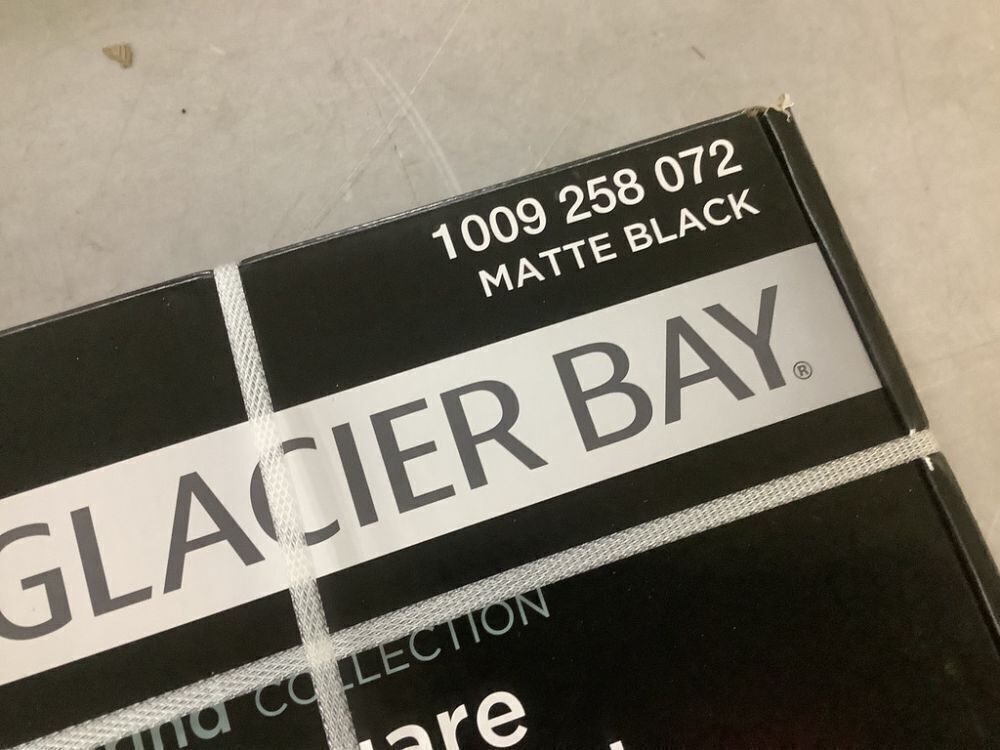 1009 258 072
MATTE BLACK
GLACIER BAY®
COLLECTION